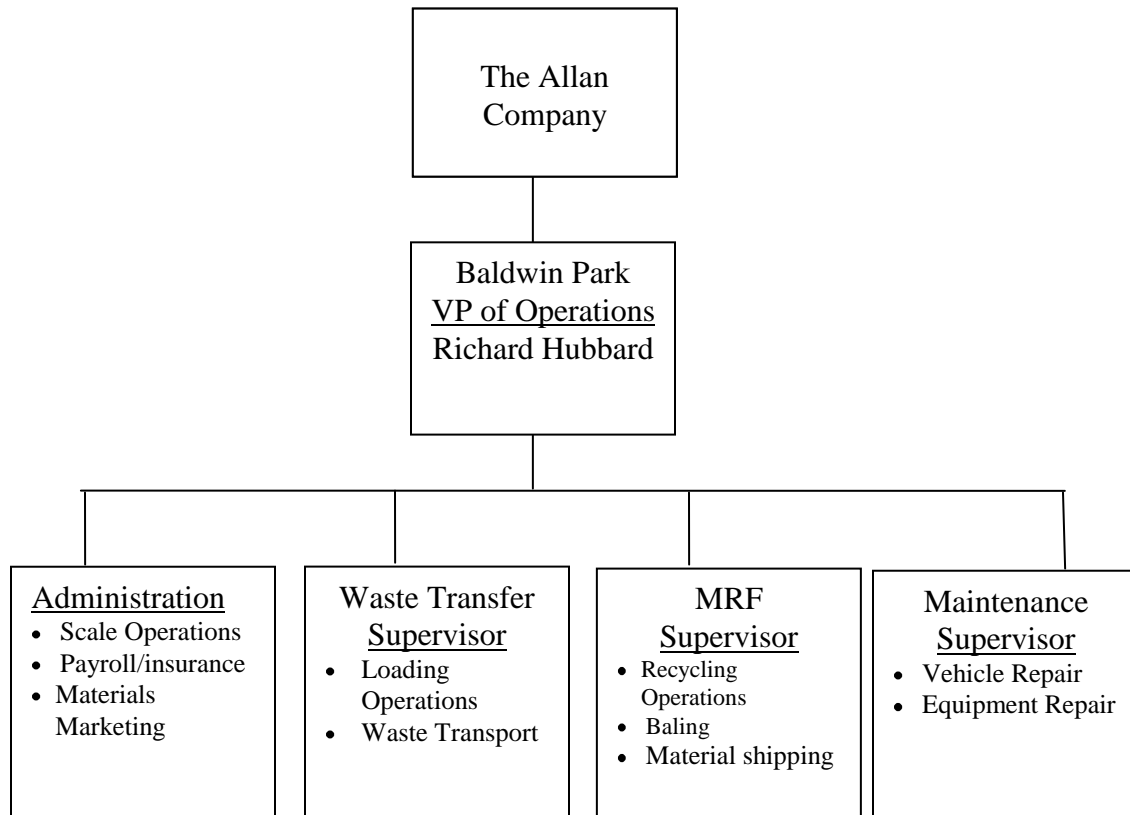 The Allan
Company
Baldwin Park
VP of Operations
Richard Hubbard
Administration
• Scale Operations
• Payroll/insurance
• Materials
Marketing
Waste Transfer
Supervisor
• Loading
Operations
• Waste Transport
MRF
Supervisor
• Recycling
Operations
• Baling
• Material shipping
Maintenance
Supervisor
• Vehicle Repair
• Equipment Repair